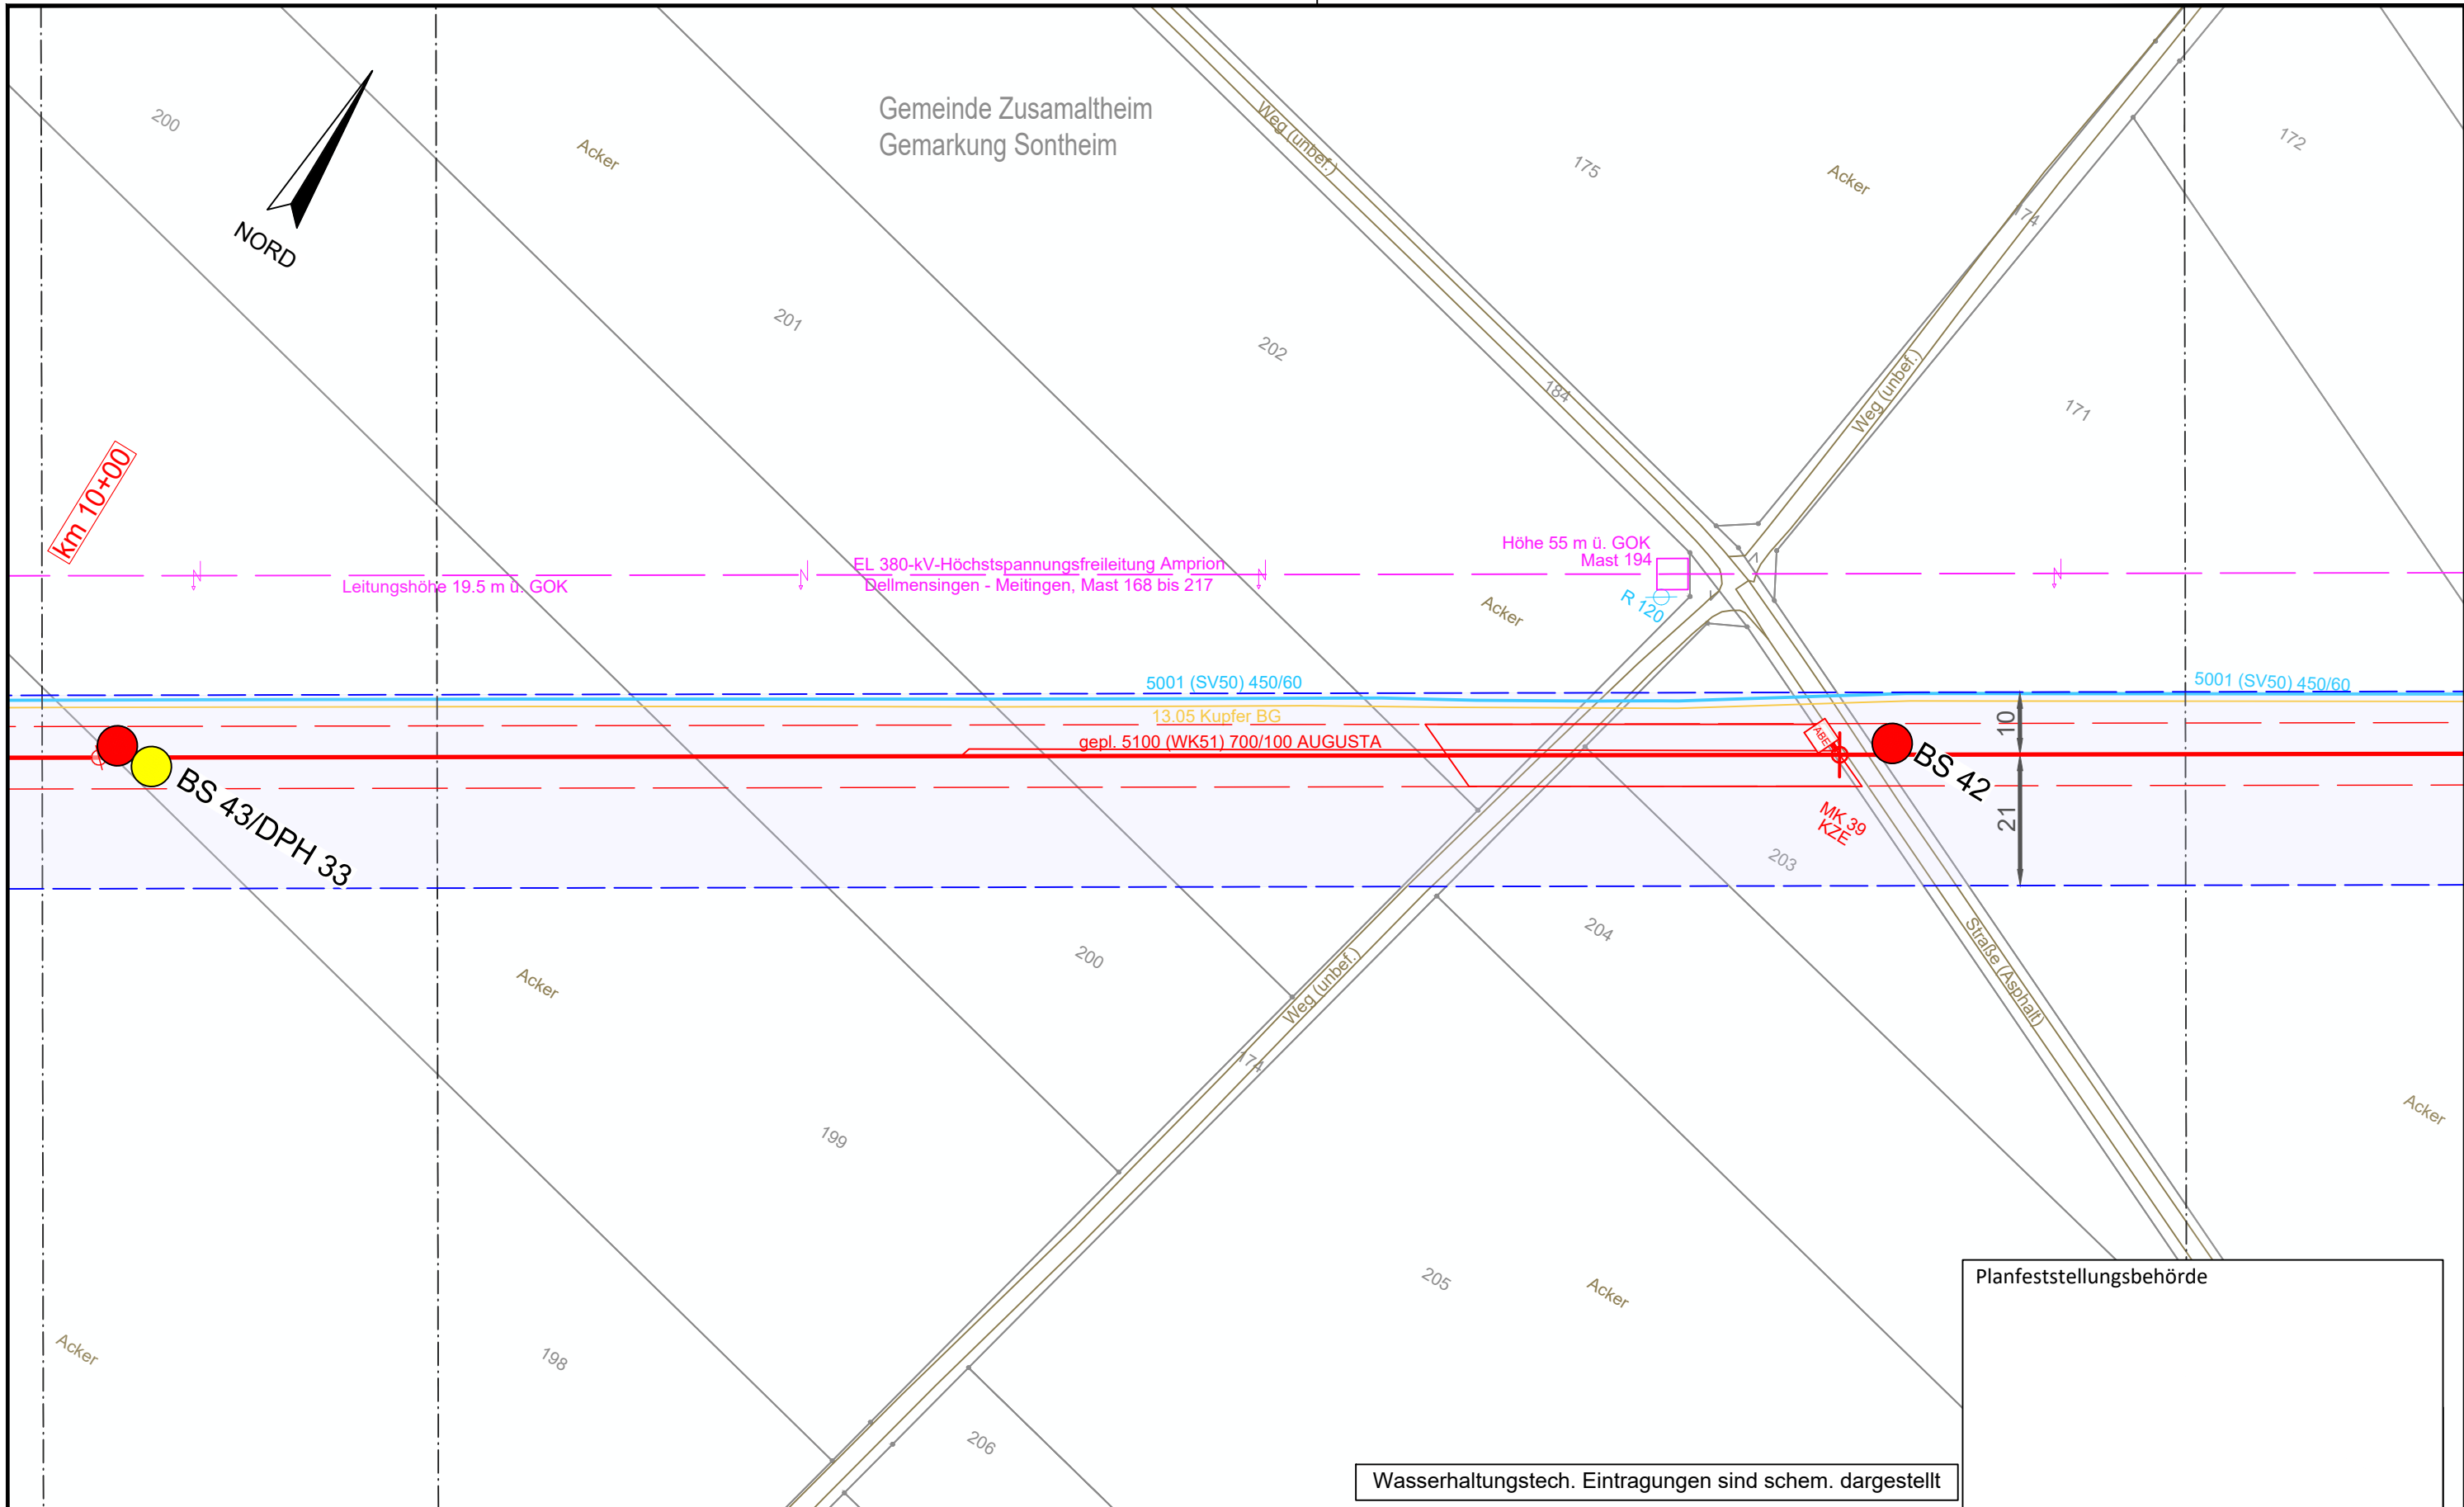 200
Acker
Gemeinde Zusamaltheim
Gemarkung Sontheim
Weg (unbef.)
175
Acker
172
174
NORD
201
202
184
Weg (unbef.)
171
km 10+00
EL 380-kV-Höchstspannungsfreileitung Amprion
Dellmensingen - Meitingen, Mast 168 bis 217
Leitungshöhe 19.5 m ü. GOK
Höhe 55 m ü. GOK
Mast 194
R 120
Acker
5001 (SV50) 450/60
5001 (SV50) 450/60
13.05 Kupfer BG
gepl. 5100 (WK51) 700/100 AUGUSTA
10
BS 43/DPH 33
BS 42
21
MK 39
KZE
203
204
200
Acker
Weg (unbef.)
Straße (Asphalt)
174
199
Acker
198
Acker
205
Acker
206
Planfeststellungsbehörde
Wasserhaltungstech. Eintragungen sind schem. dargestellt